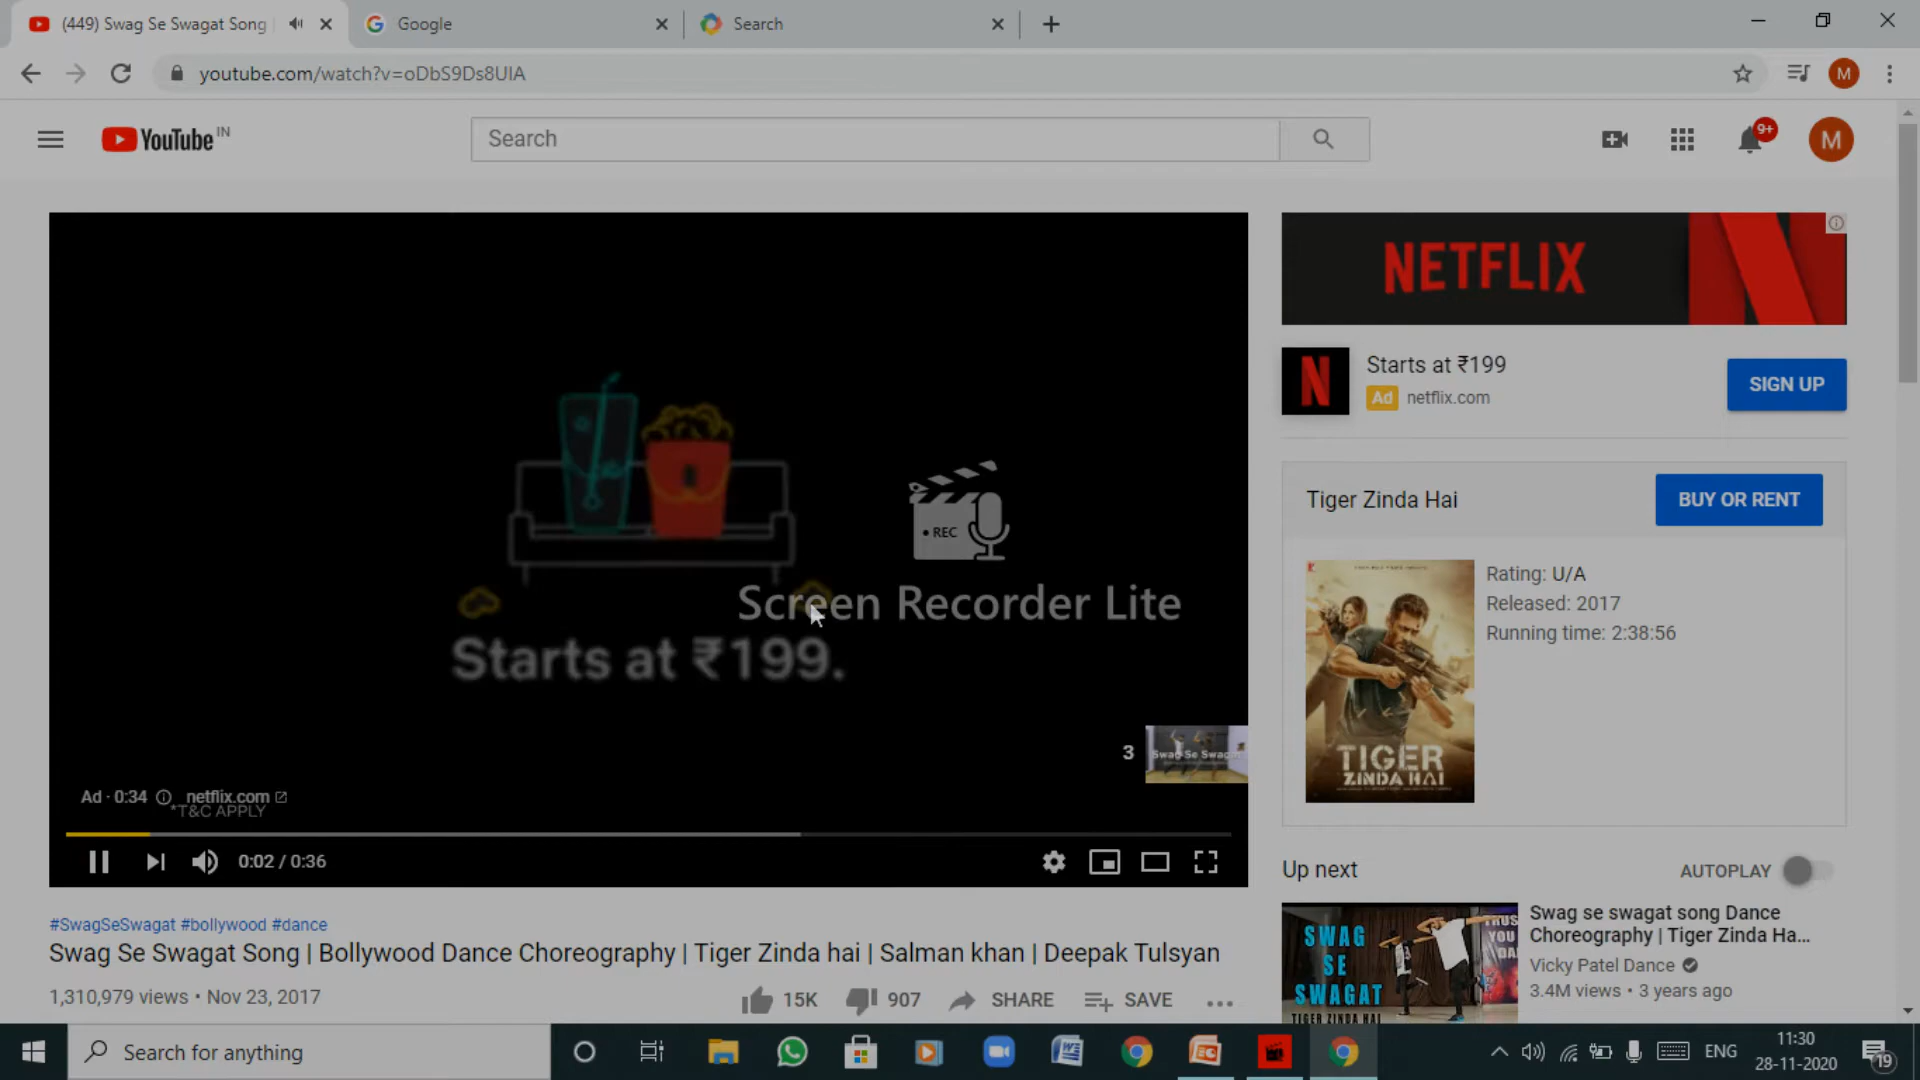 (449) Swag Se Swagat Song
Google
Search
youtube.com/watch?v=oDbS9Ds8UIA
M
YouTube IN
Search
9+
M
NETFLIX
N
Starts at ₹199
Ad netflix.com
SIGN UP
• REC
Screen Recorder Lite
Starts at ₹199.
3
Swag Se Swagat
Ad · 0:34 netflix.com
*T&C APPLY
0:02 / 0:36
Tiger Zinda Hai
BUY OR RENT
Rating: U/A
Released: 2017
Running time: 2:38:56
TIGER
ZINDA HAI
Up next
AUTOPLAY
#SwagSeSwagat #bollywood #dance
Swag Se Swagat Song | Bollywood Dance Choreography | Tiger Zinda hai | Salman khan | Deepak Tulsyan
1,310,979 views • Nov 23, 2017
15K
907
SHARE
SAVE
SWAG
SE
SWAGAT
TIGER ZINDA HAI
Swag se swagat song Dance
Choreography | Tiger Zinda Ha...
Vicky Patel Dance
3.4M views • 3 years ago
Search for anything
ENG
11:30
28-11-2020
19